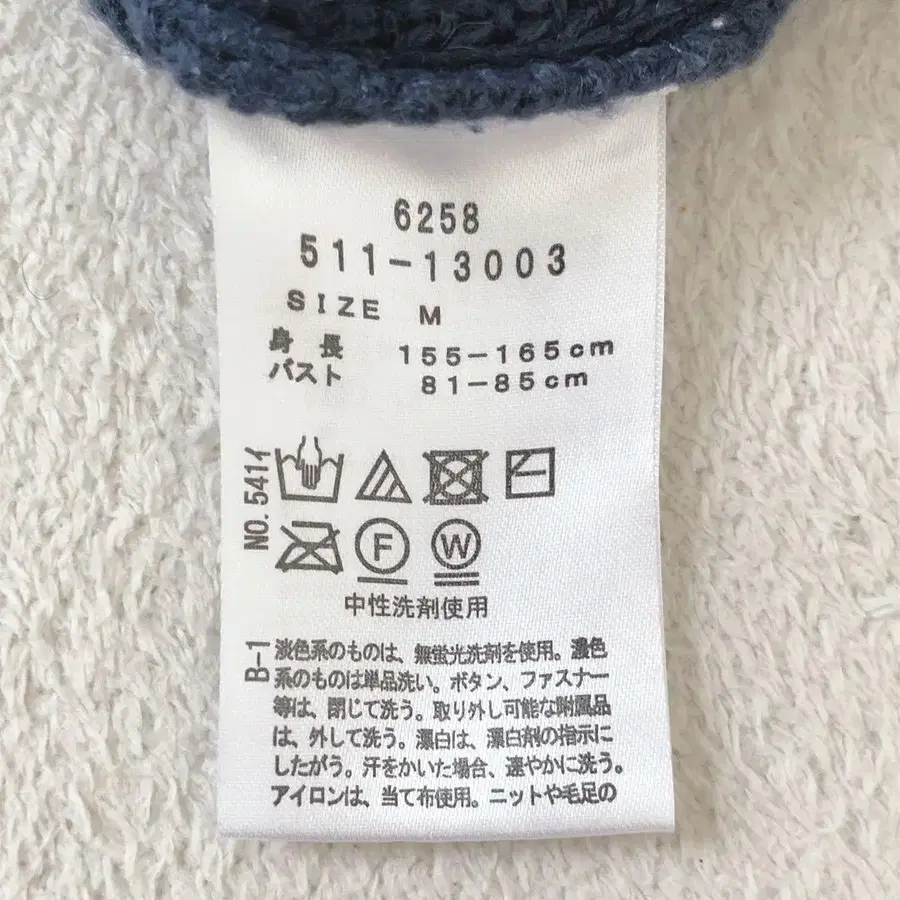 6258
511-13003
SIZE M
身長 155-165cm
バスト 81-85cm
NO.541イ
F W
中性洗剤使用
B-1
淡色系のものは、無蛍光洗剤を使用。濃色
系のものは単品洗い。ボタン、ファスナー
等は、閉じて洗う。取り外し可能な附属品
は、外して洗う。漂白は、漂白剤の指示に
したがう。汗をかいた場合、速やかに洗う。
アイロンは、当て布使用。ニットや毛足の